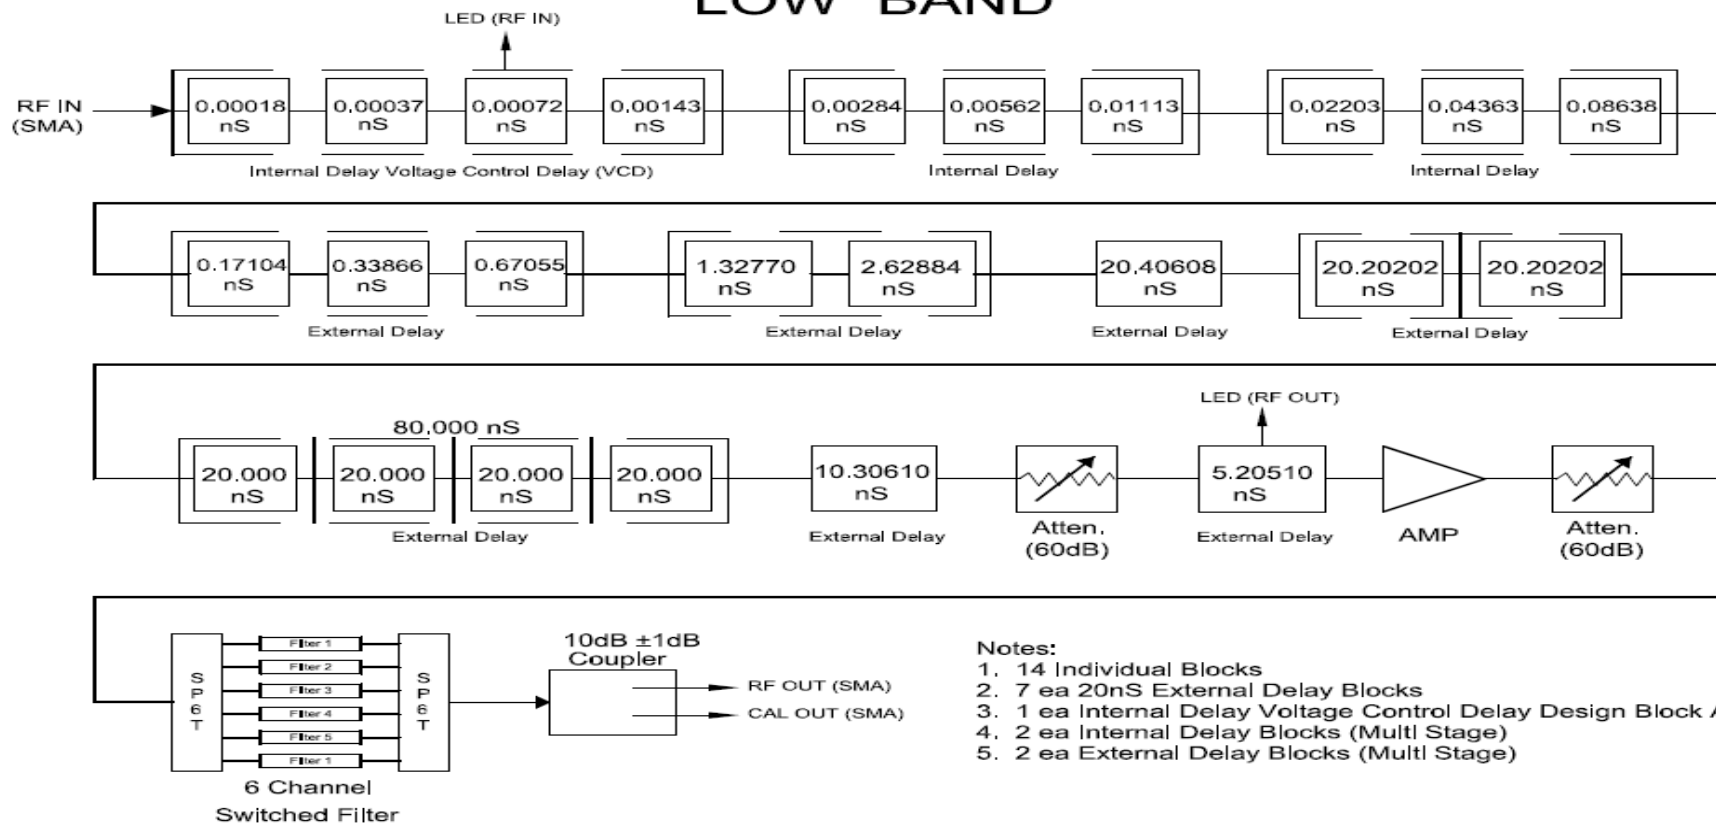 LOW BAND
LED (RF IN)
RF IN
(SMA)
0.00018
nS
0.00037
nS
0.00072
nS
0.00143
nS
0.00284
nS
0.00562
nS
0.01113
nS
0.02203
nS
0.04363
nS
0.08638
nS
Internal Delay Voltage Control Delay (VCD)
Internal Delay
Internal Delay
0.17104
nS
0.33866
nS
0.67055
nS
1.32770
nS
2.62884
nS
20.40608
nS
20.20202
nS
20.20202
nS
External Delay
External Delay
External Delay
External Delay
80.000 nS
LED (RF OUT)
20.000
nS
20.000
nS
20.000
nS
20.000
nS
10.30610
nS
5.20510
nS
External Delay
External Delay
Atten.
(60dB)
External Delay
AMP
Atten.
(60dB)
SP6T
Filter 1
Filter 2
Filter 3
Filter 4
Filter 5
Filter 1
SP6T
6 Channel
Switched Filter
10dB ±1dB
Coupler
RF OUT (SMA)
CAL OUT (SMA)
Notes:
1. 14 Individual Blocks
2. 7 ea 20nS External Delay Blocks
3. 1 ea Internal Delay Voltage Control Delay Design Block A
4. 2 ea Internal Delay Blocks (Multi Stage)
5. 2 ea External Delay Blocks (Multi Stage)